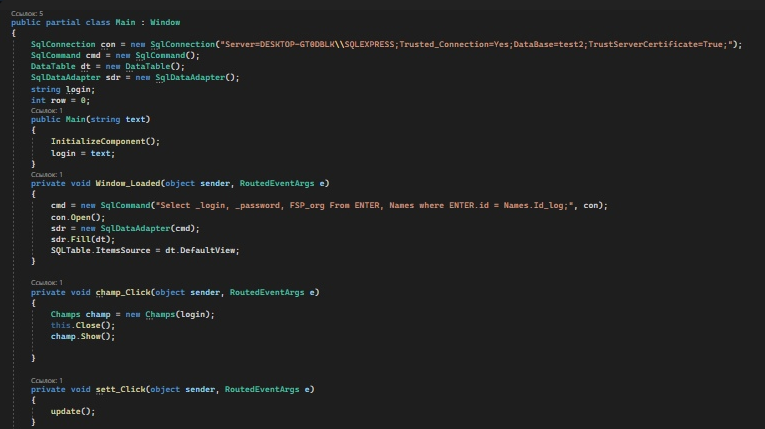 Ссылок: 5
public partial class Main : Window
{
SqlConnection con = new SqlConnection("Server=DESKTOP-GT0DBLK\\SQLEXPRESS;Trusted_Connection=Yes;DataBase=test2;TrustServerCertificate=True;");
SqlCommand cmd = new SqlCommand();
DataTable dt = new DataTable();
SqlDataAdapter sdr = new SqlDataAdapter();
string login;
int row = 0;
Ссылок: 1
public Main(string text)
{
InitializeComponent();
login = text;
}
Ссылок: 1
private void Window_Loaded(object sender, RoutedEventArgs e)
{
cmd = new SqlCommand("Select _login, _password, FSP_org From ENTER, Names where ENTER.id = Names.Id_log;", con);
con.Open();
sdr = new SqlDataAdapter(cmd);
sdr.Fill(dt);
SQLTable.ItemsSource = dt.DefaultView;
}
Ссылок: 1
private void champ_Click(object sender, RoutedEventArgs e)
{
Champs champ = new Champs(login);
this.Close();
champ.Show();
}
Ссылок: 1
private void sett_Click(object sender, RoutedEventArgs e)
{
update();
}